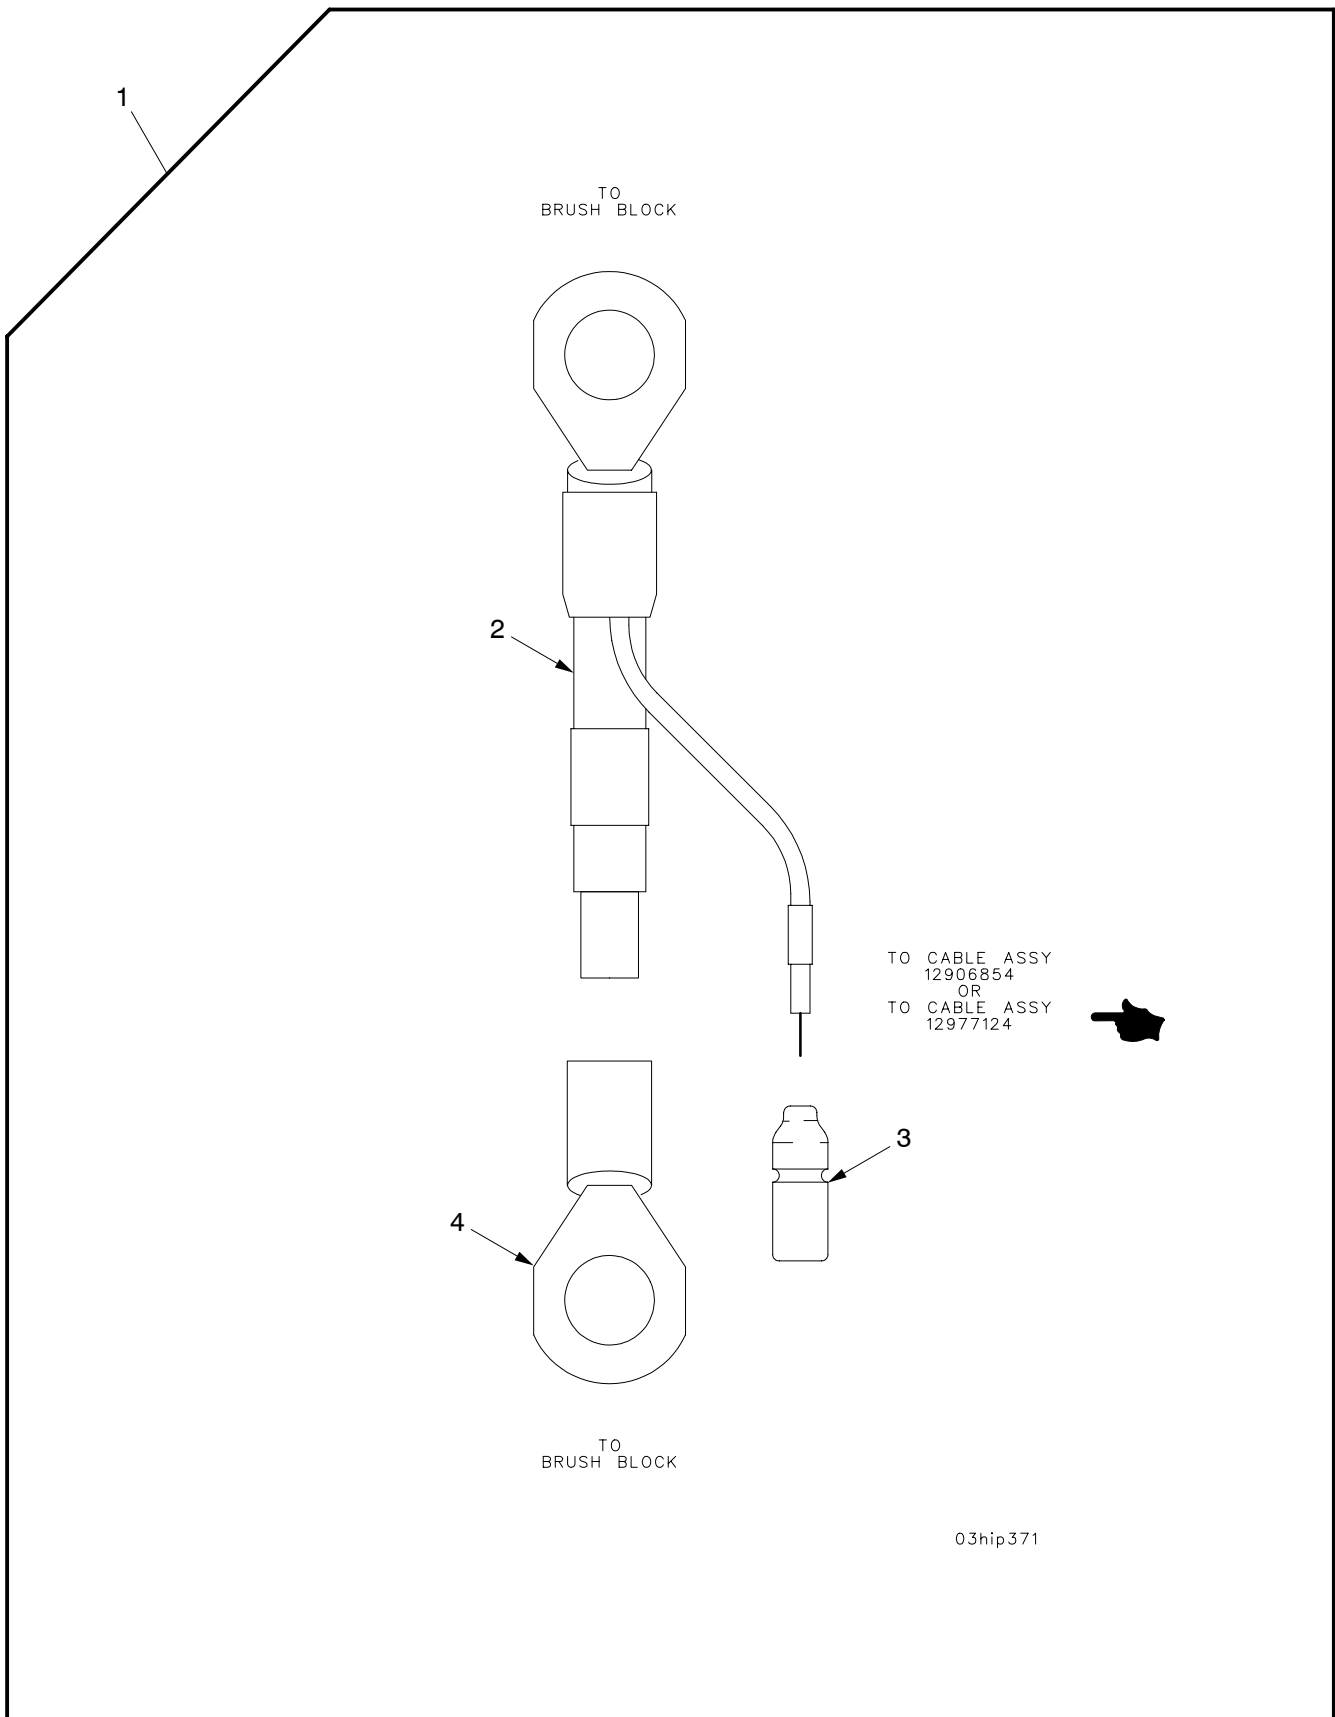 1
TO
BRUSH BLOCK
2
TO CABLE ASSY
12906854
OR
TO CABLE ASSY
12977124
3
4
TO
BRUSH BLOCK
03hip371